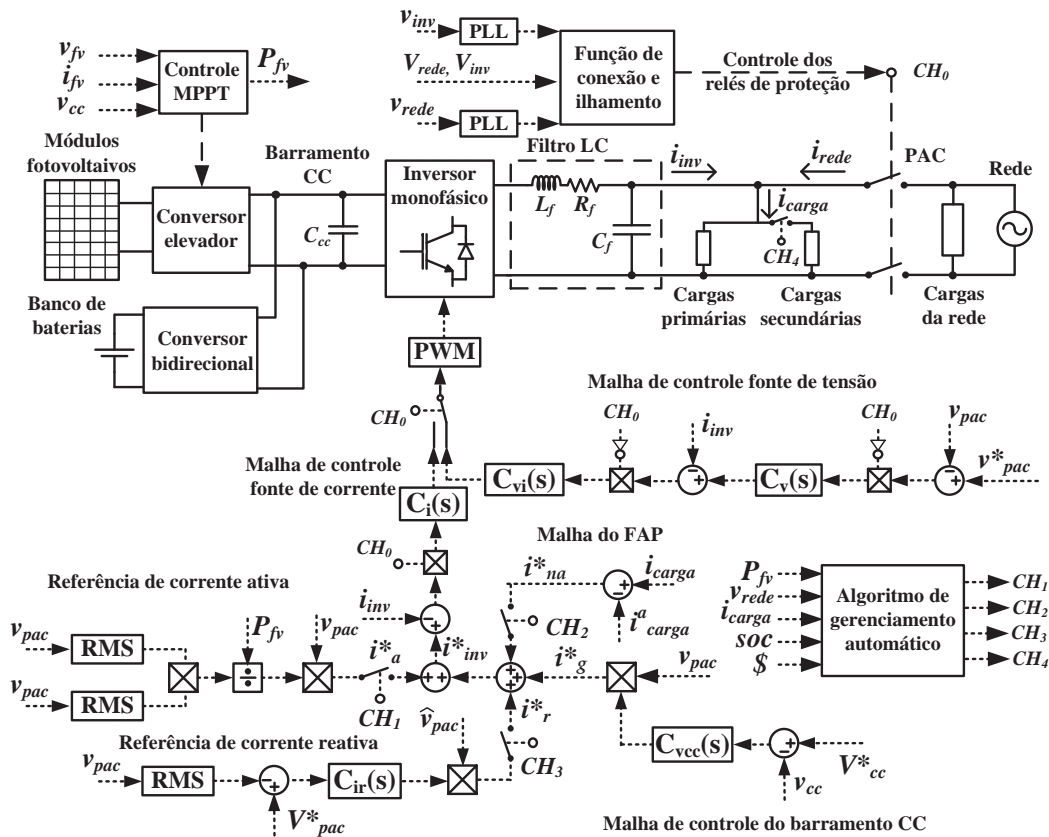 v_inv
PLL
V_rede, V_inv
v_rede
PLL
Função de
conexão e
ilhamento
Controle dos
relés de proteção
CH_0
v_fv
i_fv
v_cc
Controle
MPPT
P_fv
Módulos
fotovoltaivos
Conversor
elevador
Barramento
CC
C_cc
Inversor
monofásico
Filtro LC
L_f
R_f
C_f
i_inv
i_rede
PAC
Rede
i_carga
CH_4
Cargas
primárias
Cargas
secundárias
Cargas
da rede
Banco de
baterias
Conversor
bidirecional
PWM
CH_0
Malha de controle fonte de tensão
CH_0
i_inv
CH_0
v_pac
v*_pac
C_vi(s)
- +
C_v(s)
- +
Malha de controle
fonte de corrente
C_i(s)
CH_0
i_inv
- +
Malha do FAP
i*_na
i_carga
- +
i^a_carga
CH_2
P_fv
v_rede
i_carga
soc
$
Algoritmo de
gerenciamento
automático
CH_1
CH_2
CH_3
CH_4
Referência de corrente ativa
v_pac
RMS
v_pac
RMS
P_fv
÷
v_pac
i*_a
CH_1
i*_inv
+ +
+ + + +
i*_g
v_pac
i*_r
CH_3
Referência de corrente reativa
v_pac
RMS
- +
V*_pac
C_ir(s)
v̂_pac
C_vcc(s)
- +
V*_cc
v_cc
Malha de controle do barramento CC